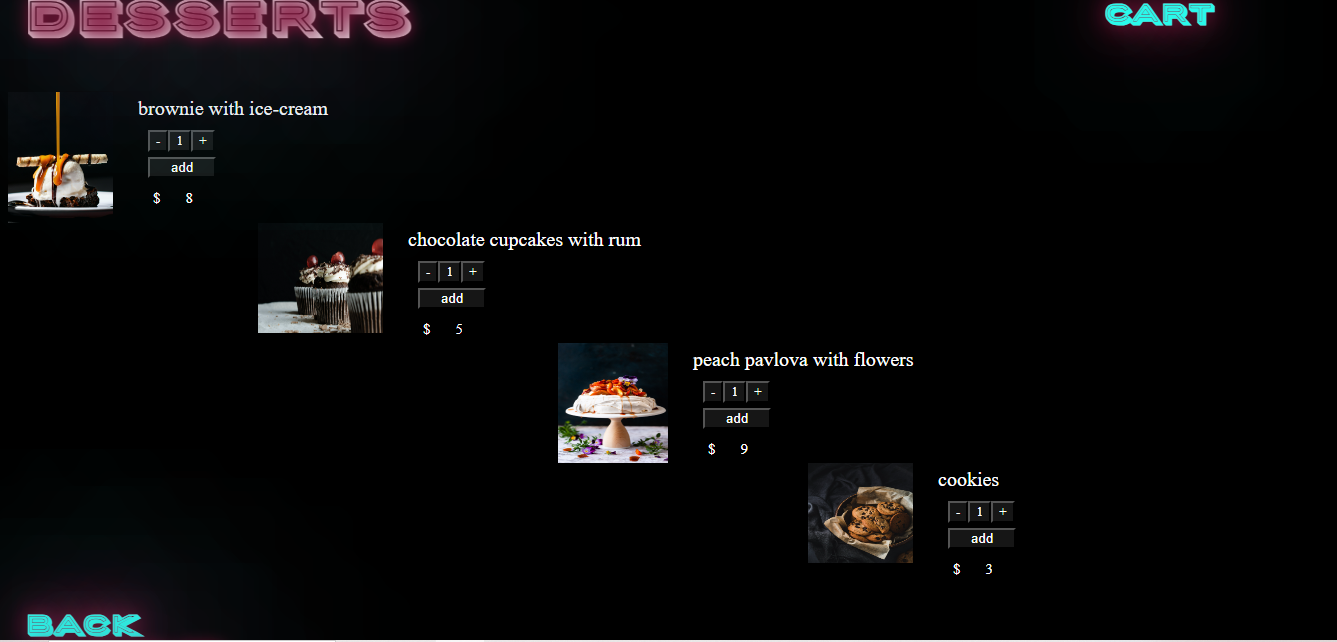 DESSERTS
CART
brownie with ice-cream
- 1 +
add
$ 8
chocolate cupcakes with rum
- 1 +
add
$ 5
peach pavlova with flowers
- 1 +
add
$ 9
cookies
- 1 +
add
$ 3
BACK